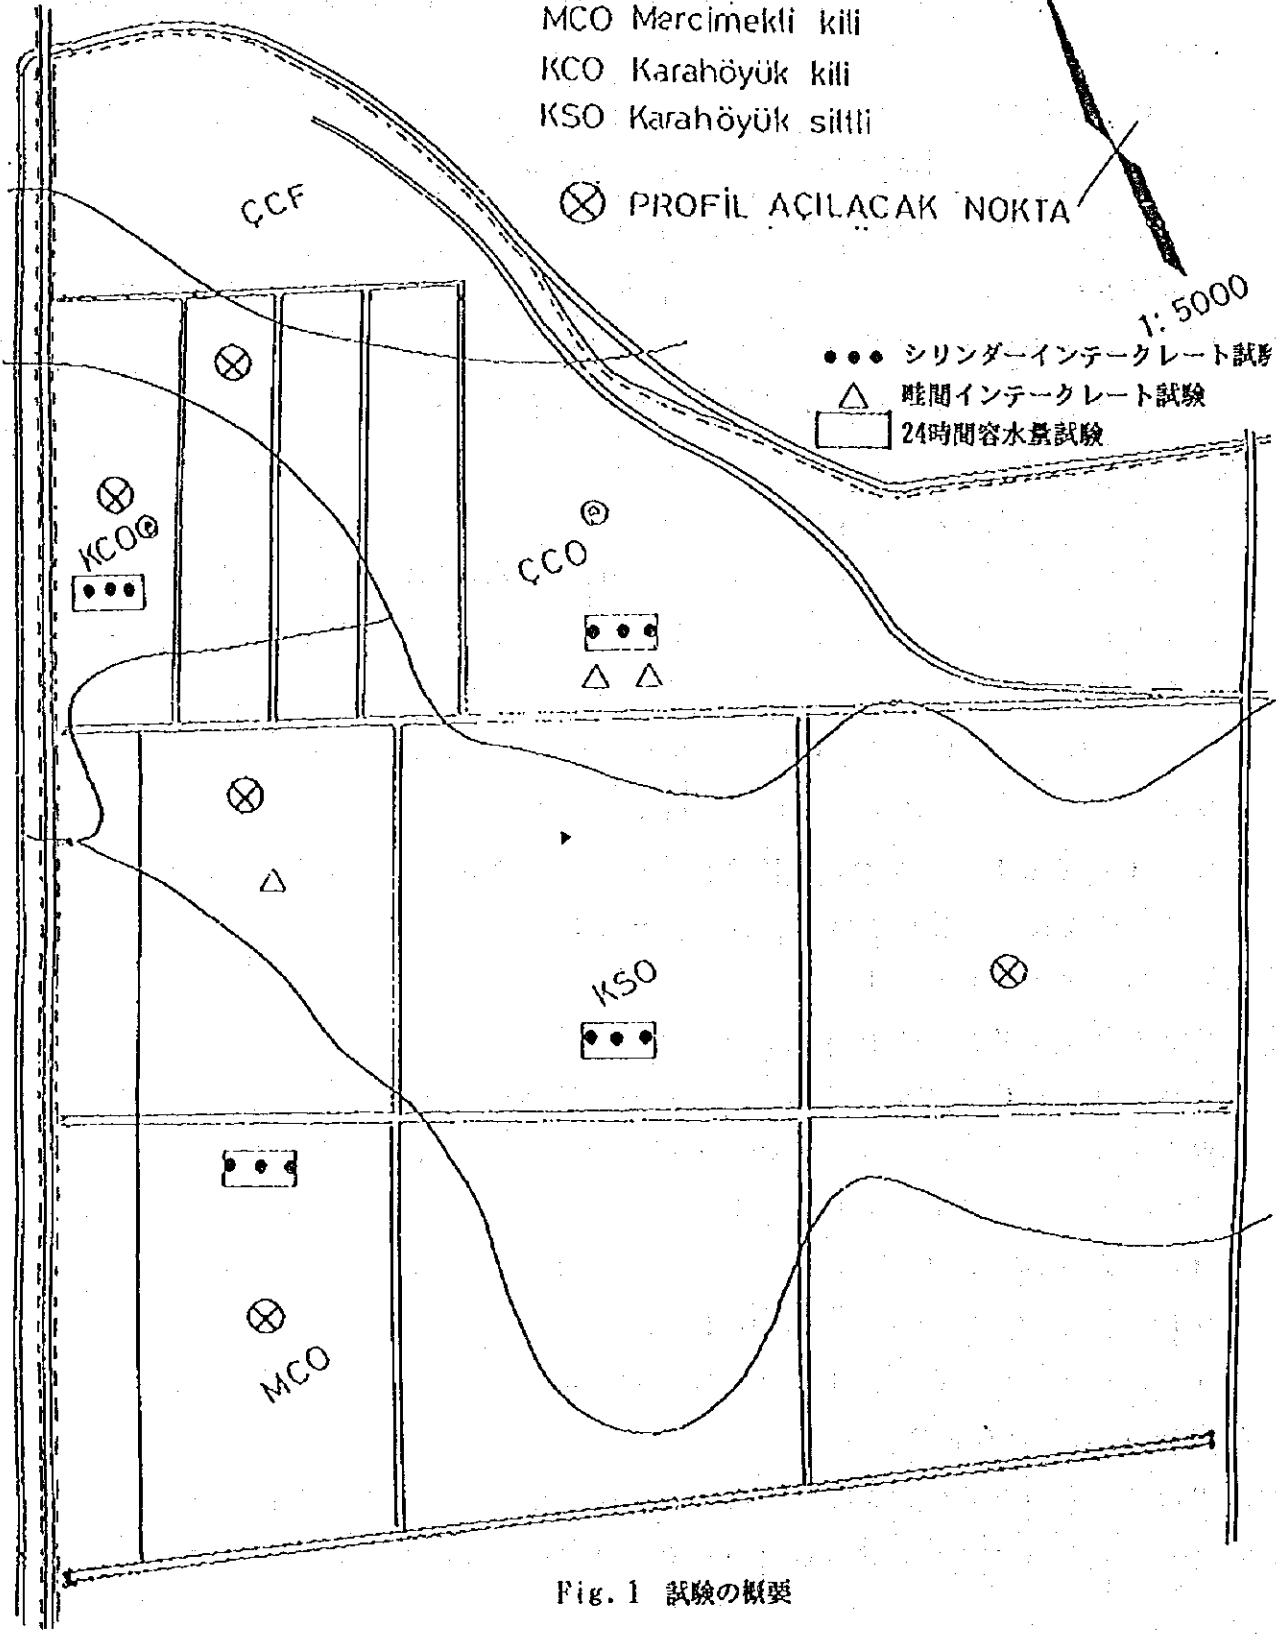 MCO Mercimekli kili
KCO Karahöyük kili
KSO Karahöyük siltli
PROFİL AÇILACAK NOKTA
1: 5000
シリンダーインテークレート試験
畦間インテークレート試験
24時間容水量試験
ÇCF
KCO
ÇCO
KSO
MCO
Fig. 1 試験の概要